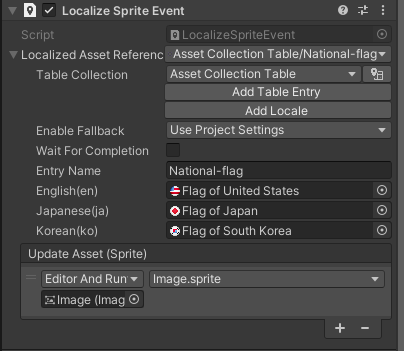 Localize Sprite Event
Script LocalizeSpriteEvent
Localized Asset Referenc Asset Collection Table/National-flag
Table Collection Asset Collection Table
Add Table Entry
Add Locale
Enable Fallback Use Project Settings
Wait For Completion
Entry Name National-flag
English(en) Flag of United States
Japanese(ja) Flag of Japan
Korean(ko) Flag of South Korea
Update Asset (Sprite)
Editor And Run Image.sprite
Image (Imag